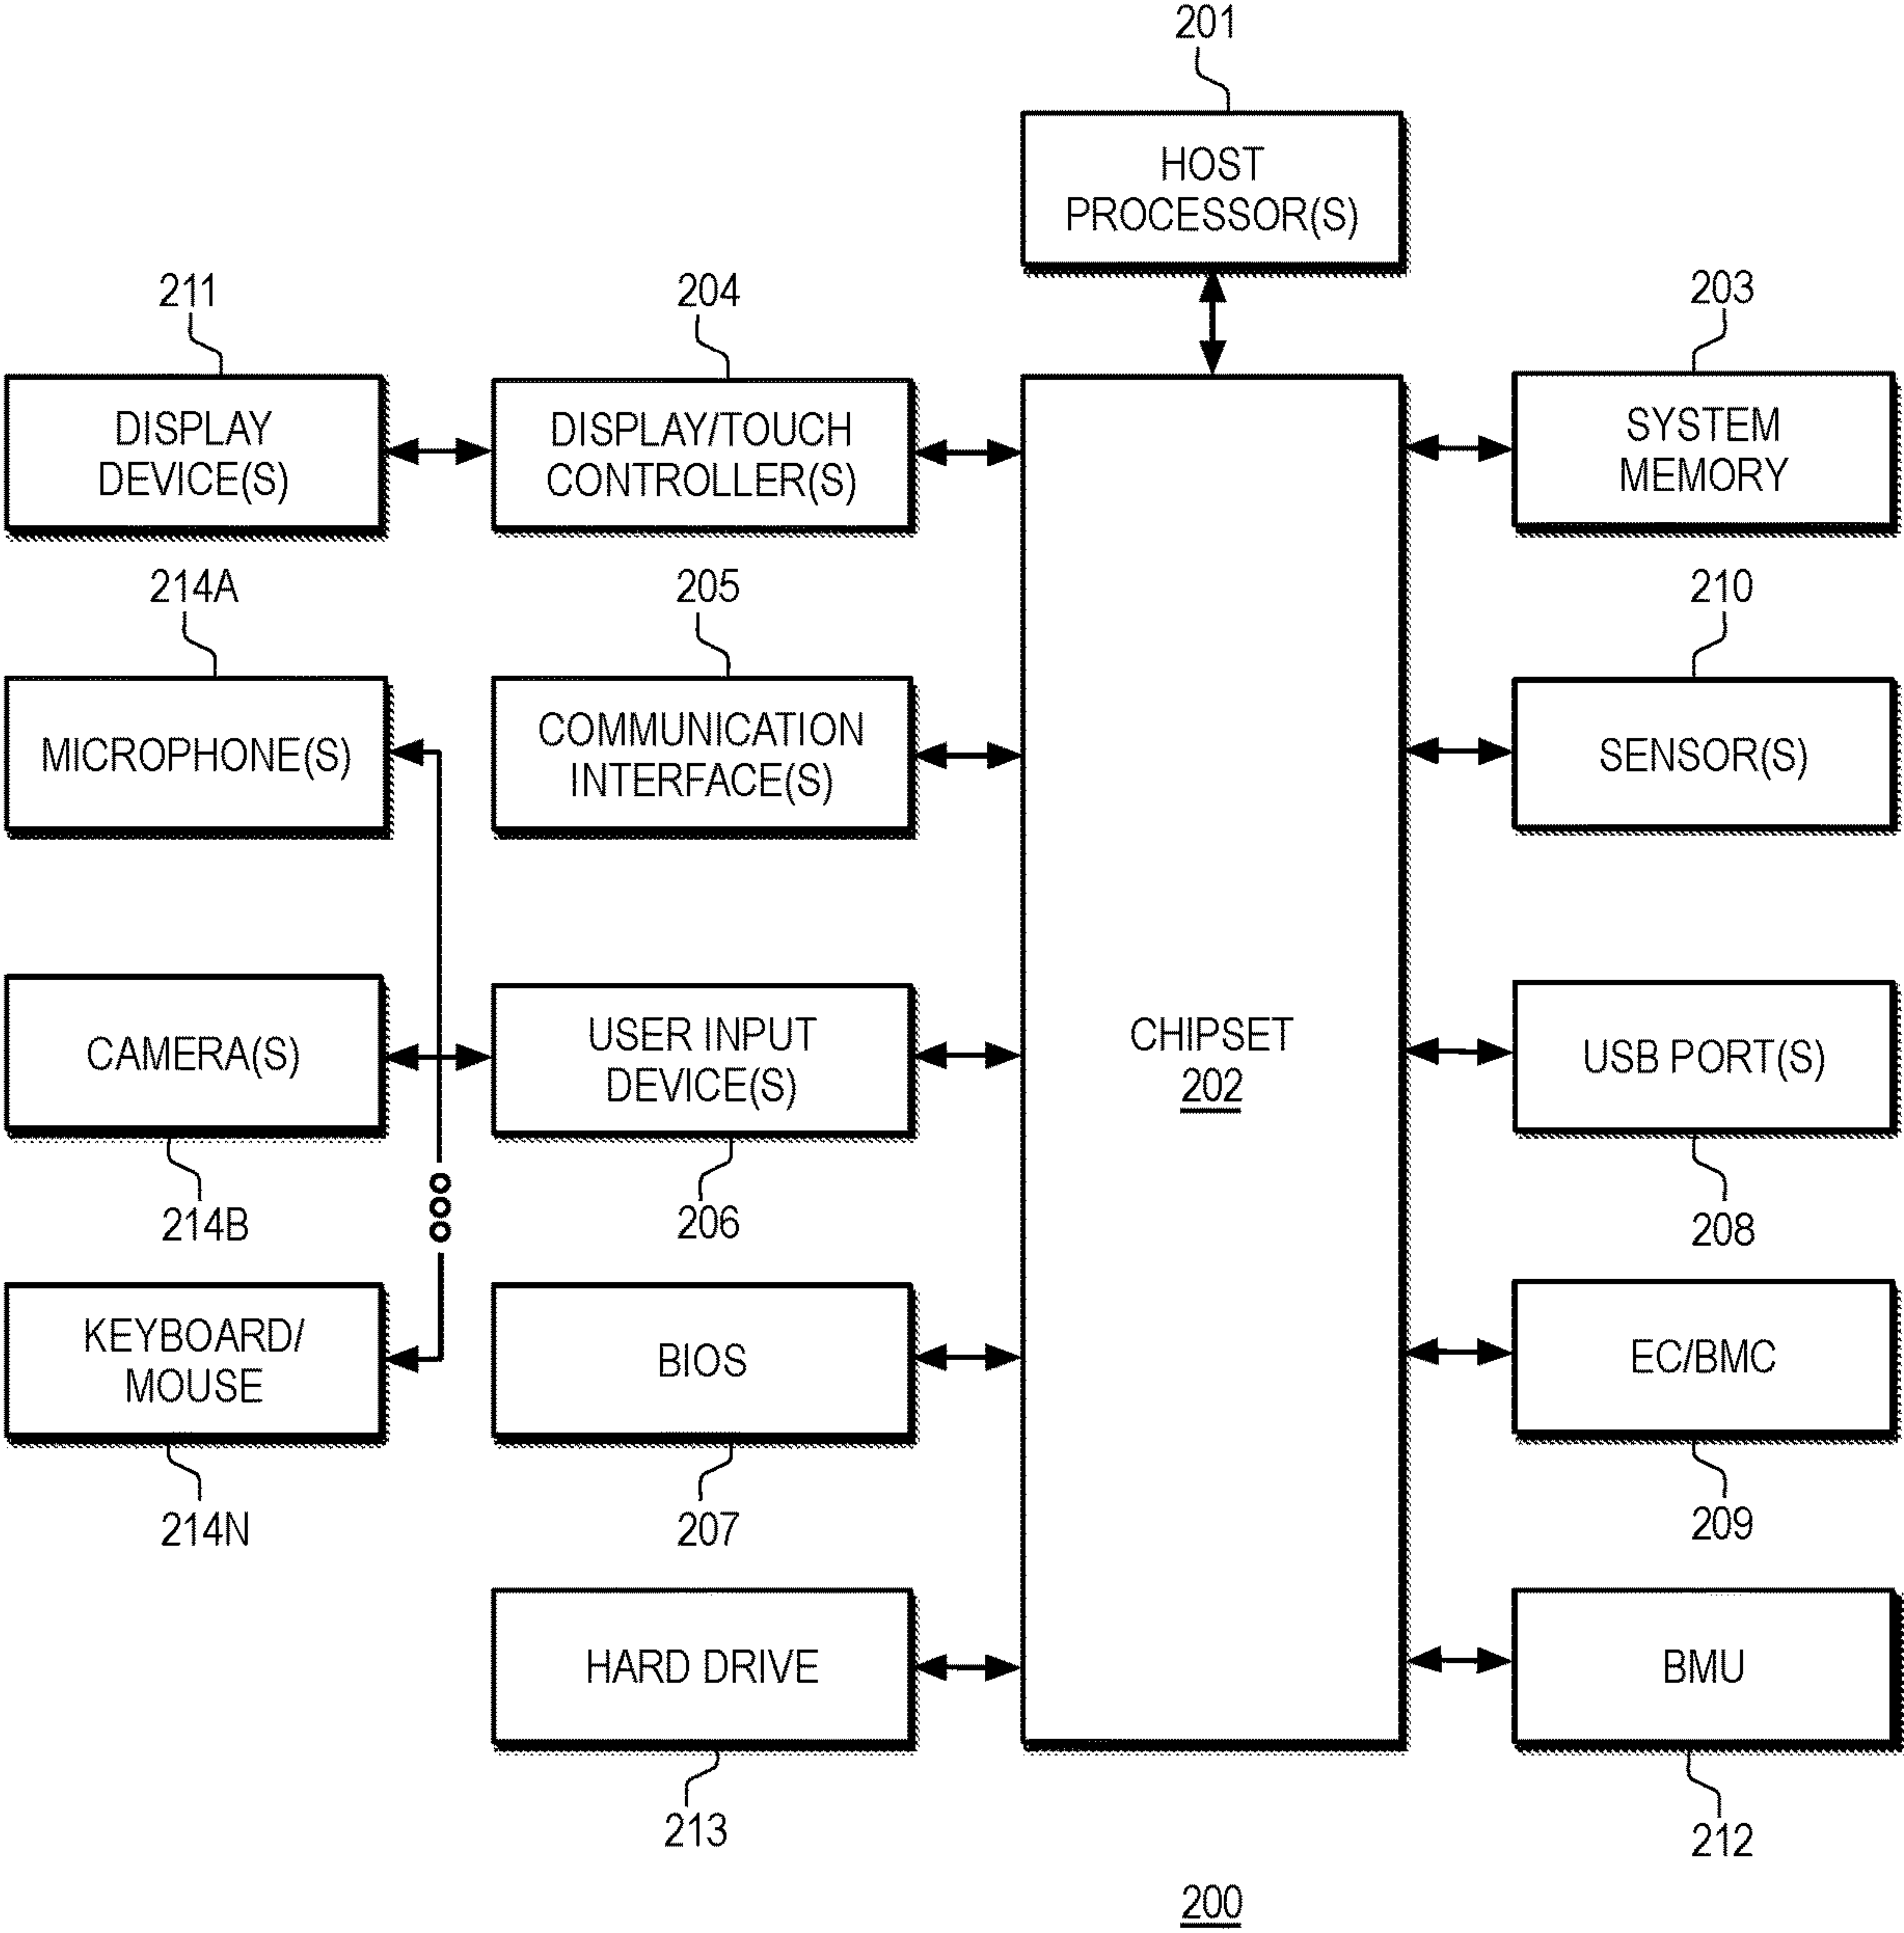 201
HOST
PROCESSOR(S)
211
204
203
DISPLAY
DEVICE(S)
DISPLAY/TOUCH
CONTROLLER(S)
SYSTEM
MEMORY
214A
205
210
MICROPHONE(S)
COMMUNICATION
INTERFACE(S)
SENSOR(S)
CAMERA(S)
USER INPUT
DEVICE(S)
CHIPSET
202
USB PORT(S)
214B
206
208
KEYBOARD/
MOUSE
BIOS
EC/BMC
214N
207
209
HARD DRIVE
BMU
213
212
200